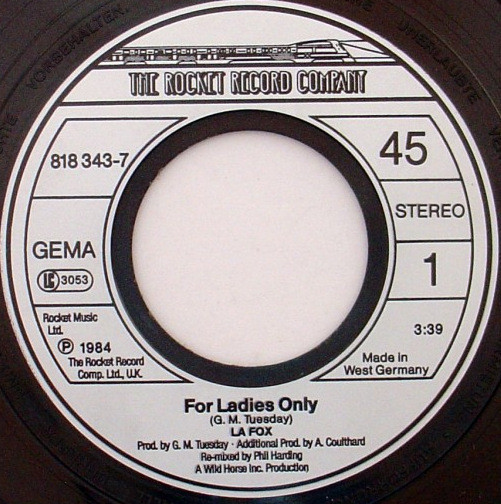 VORBEHALTEN.
UNERLAUBTE
THE ROCKET RECORD COMPANY
818 343-7
45
STEREO
GEMA
LC 3053
1
Rocket Music
Ltd.
3:39
℗ 1984
The Rocket Record
Comp. Ltd., U.K.
Made in
West Germany
For Ladies Only
(G. M. Tuesday)
LA FOX
Prod. by G. M. Tuesday · Additional Prod. by A. Coulthard
Re-mixed by Phil Harding
A Wild Horse Inc. Production